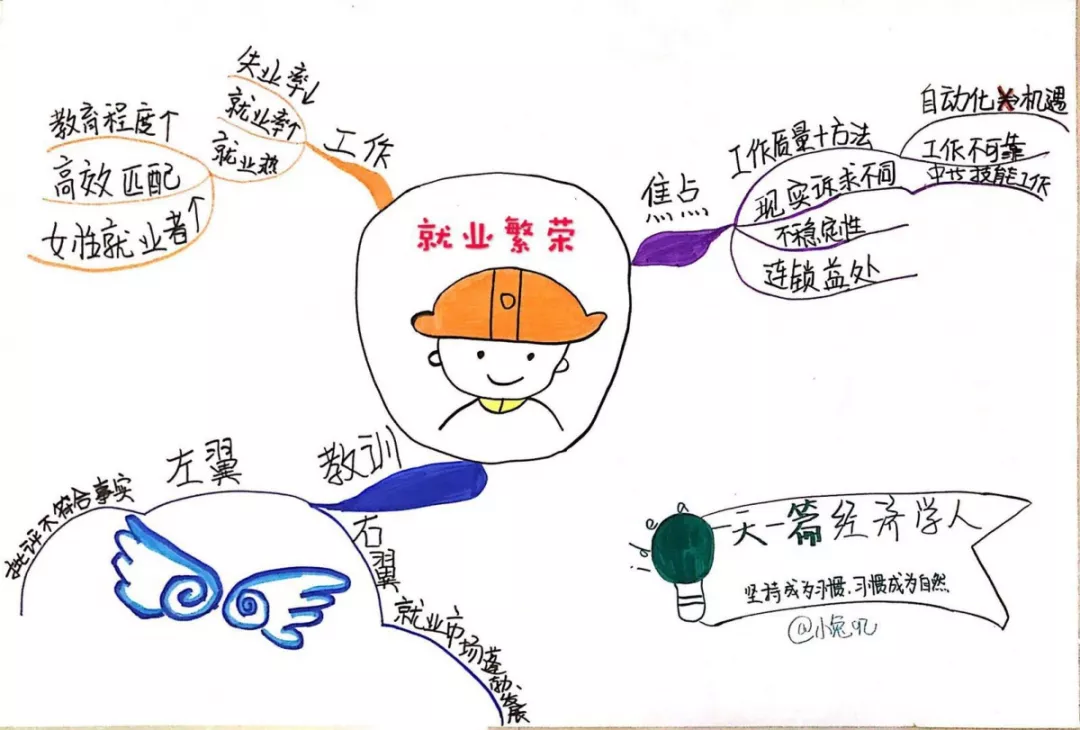 就业繁荣
工作
失业率↓
就业率↑
就业热
教育程度↑
高效匹配
女性就业者↑
焦点
工作质量+方法
自动化⇏机遇
工作不可靠
中世技能工作
现实诉求不同
不稳定性
连锁益处
教训
左翼
批评不符合事实
右翼
就业市场蓬勃发展
idea
一天一篇经济学人
坚持成为习惯、习惯成为自然
@小兔叽